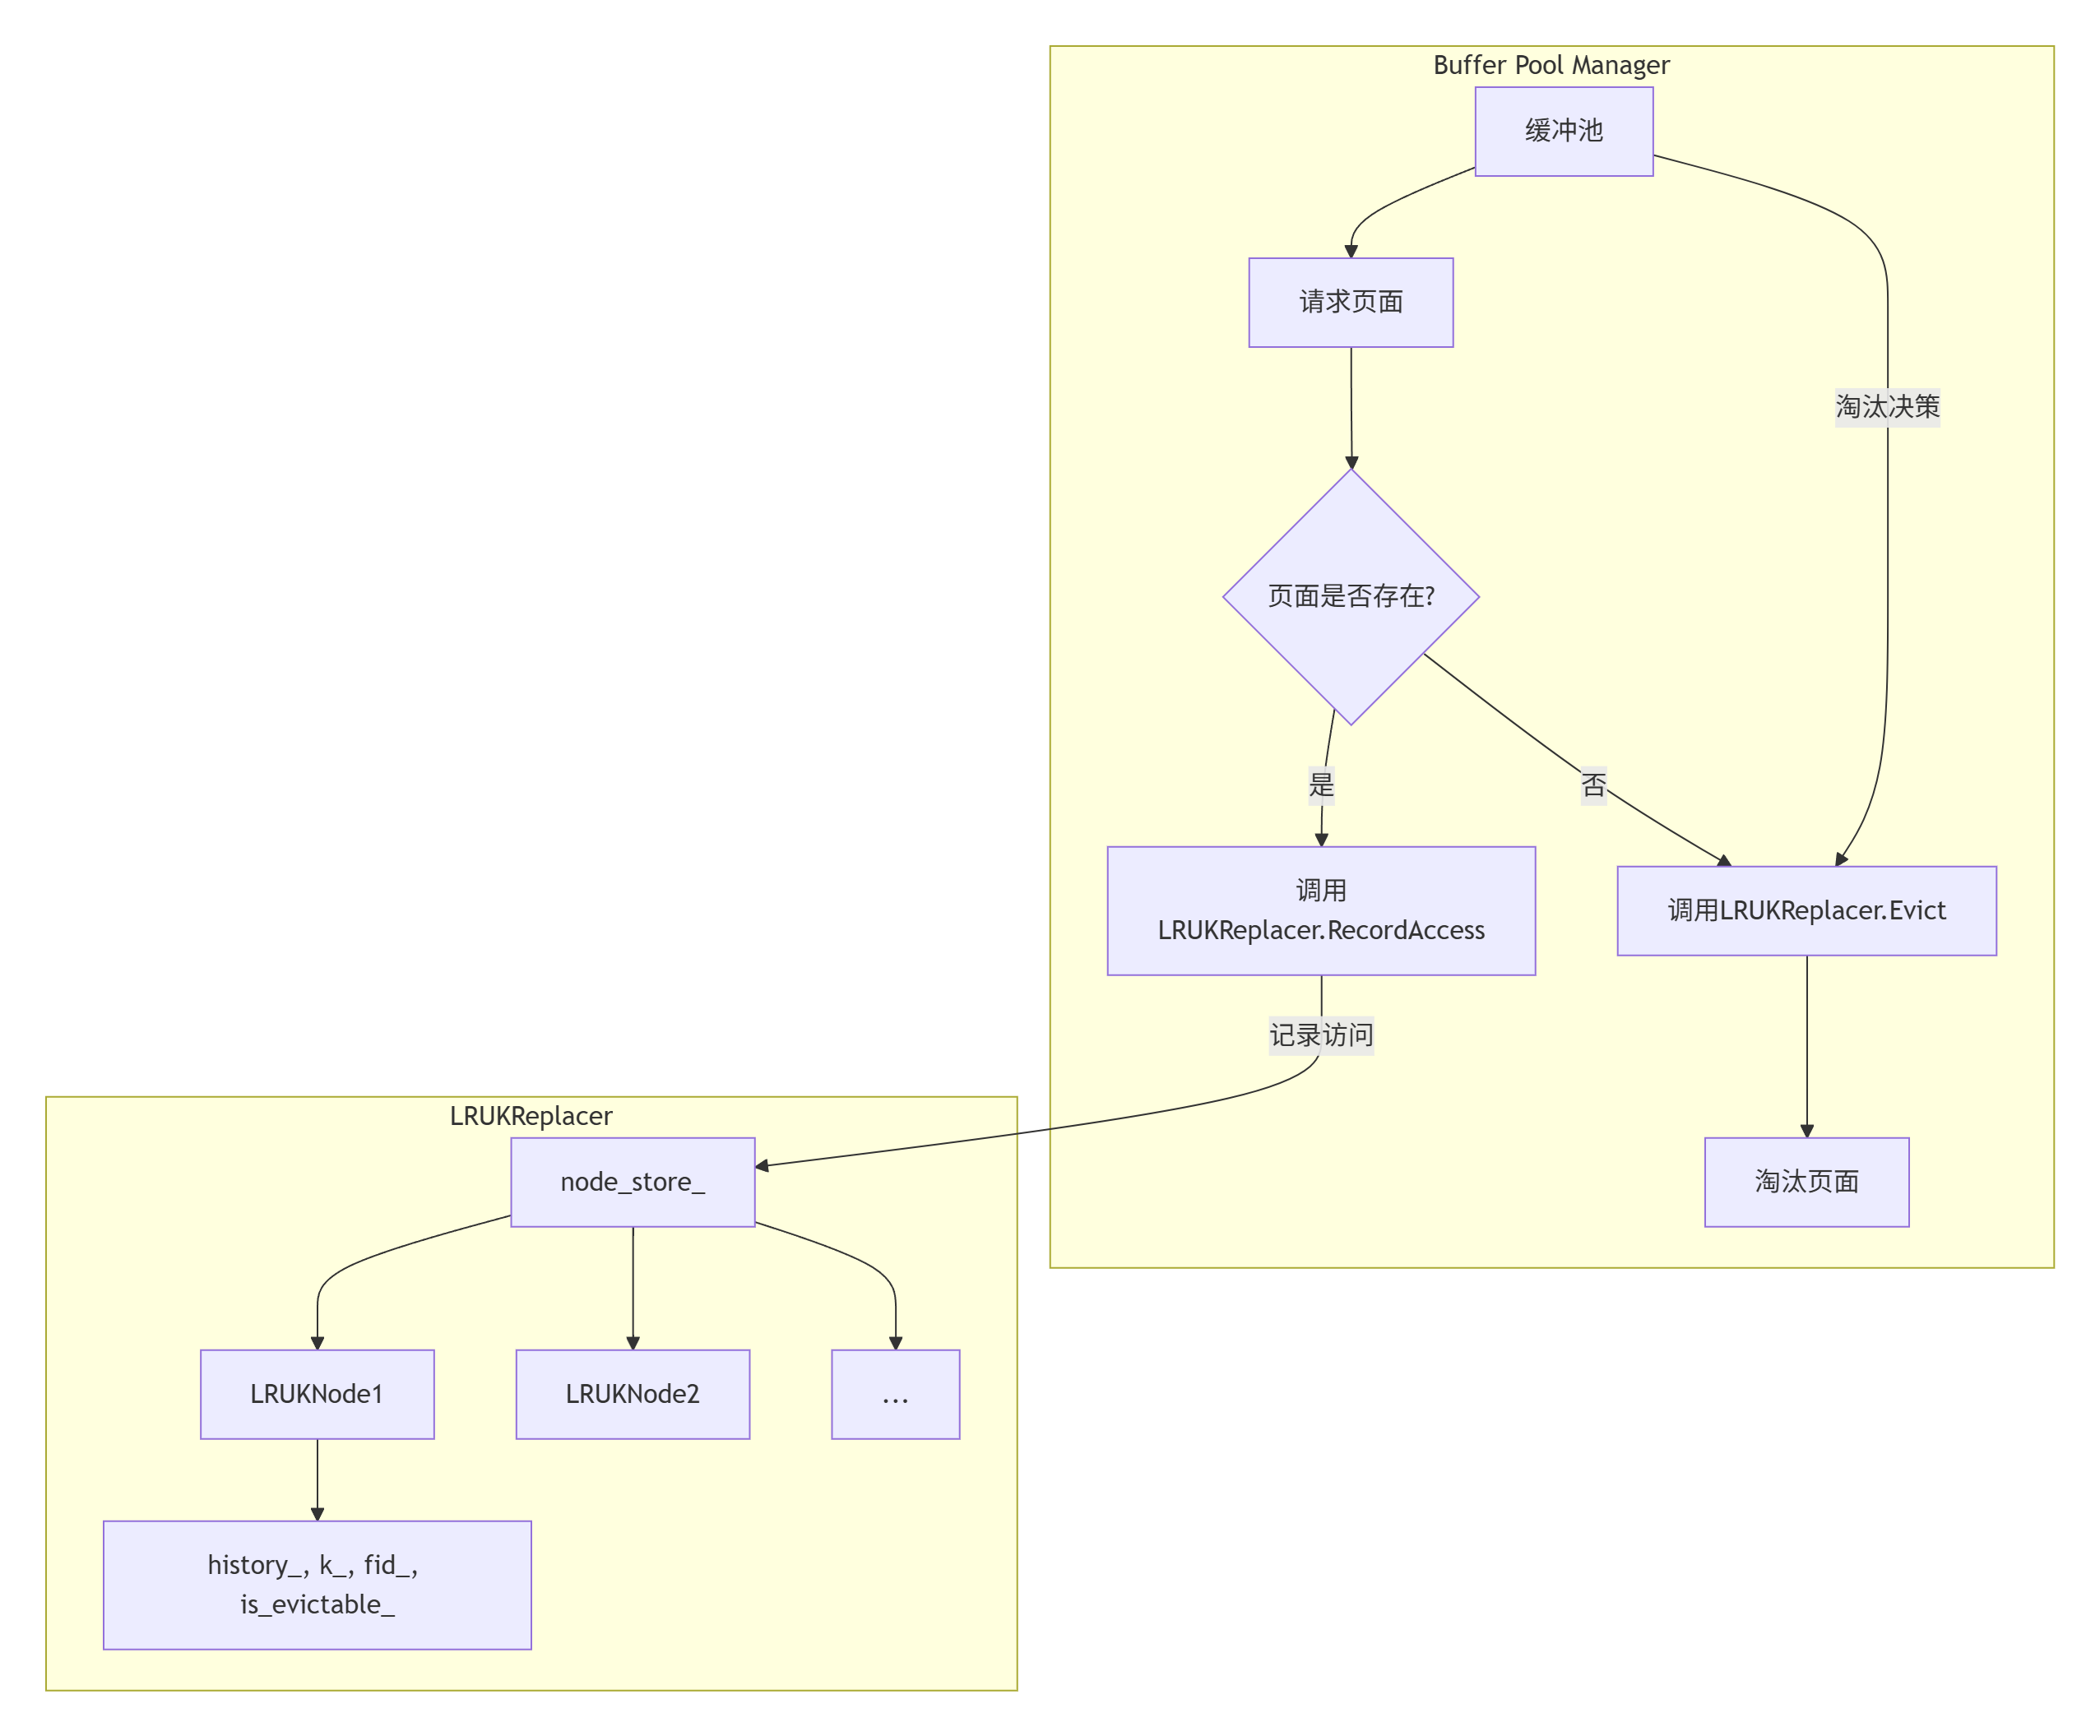 Buffer Pool Manager
缓冲池
请求页面
淘汰决策
页面是否存在?
是
否
调用
LRUKReplacer.RecordAccess
调用LRUKReplacer.Evict
记录访问
淘汰页面
LRUKReplacer
node_store_
LRUKNode1
LRUKNode2
...
history_, k_, fid_,
is_evictable_